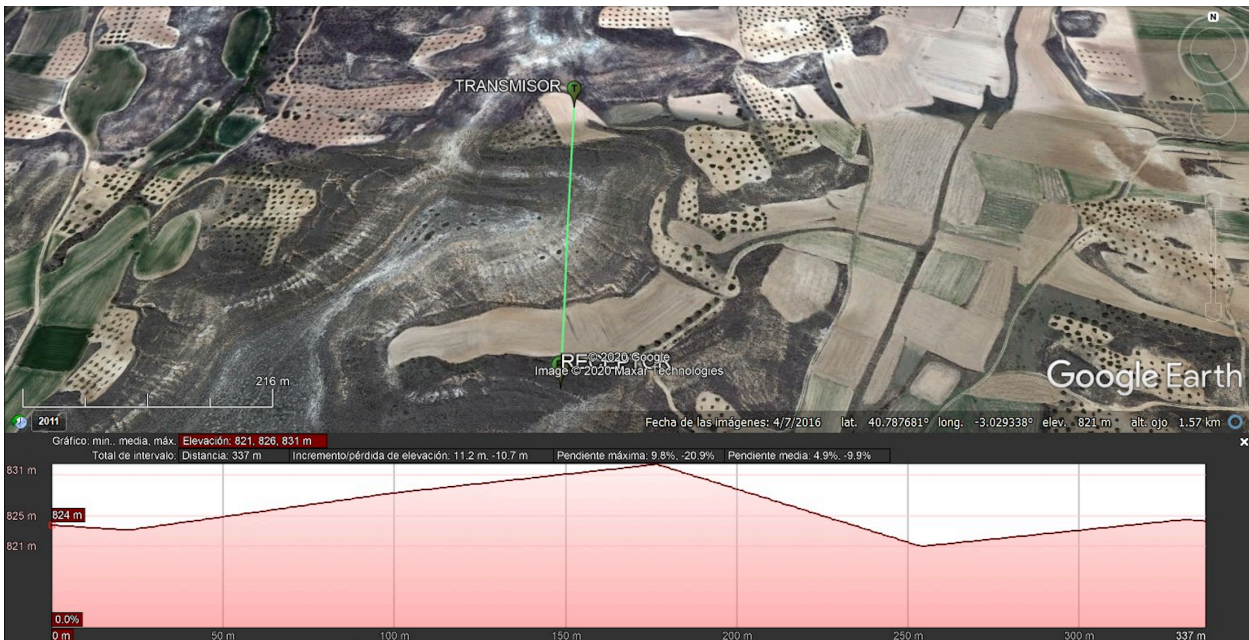 N
TRANSMISOR T
RECEPTOR
© 2020 Google
Image © 2020 Maxar Technologies
216 m
Google Earth
2011
Fecha de las imágenes: 4/7/2016 lat. 40.787681° long. -3.029338° elev. 821 m alt. ojo 1.57 km
Gráfico: min., media, máx. Elevación: 821, 826, 831 m
Total de intervalo: Distancia: 337 m Incremento/pérdida de elevación: 11.2 m, -10.7 m Pendiente máxima: 9.8%, -20.9% Pendiente media: 4.9%, -9.9%
831 m
825 m
824 m
821 m
0.0%
0 m 50 m 100 m 150 m 200 m 250 m 300 m 337 m